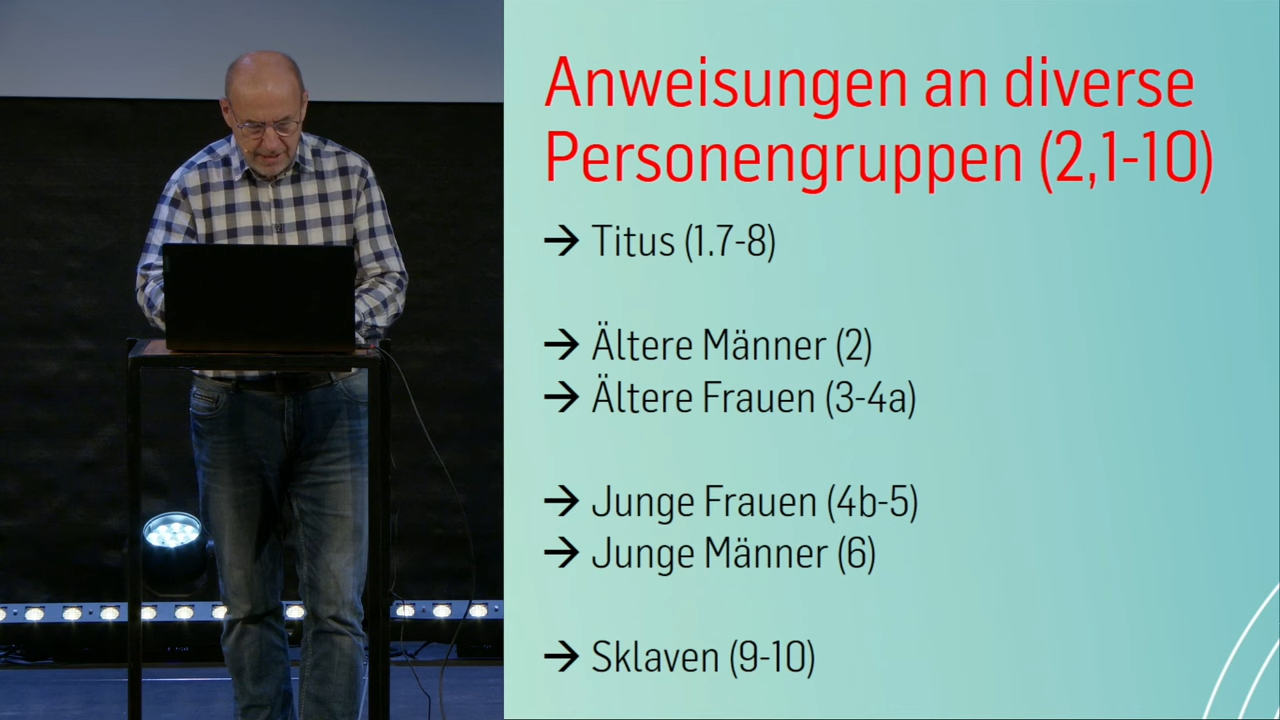 Anweisungen an diverse
Personengruppen (2,1-10)
→ Titus (1.7-8)
→ Ältere Männer (2)
→ Ältere Frauen (3-4a)
→ Junge Frauen (4b-5)
→ Junge Männer (6)
→ Sklaven (9-10)